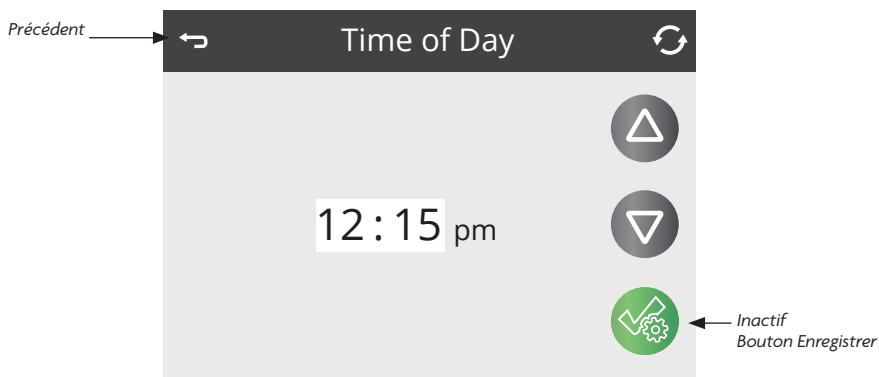 Précédent
Time of Day
12 : 15 pm
Inactif
Bouton Enregistrer